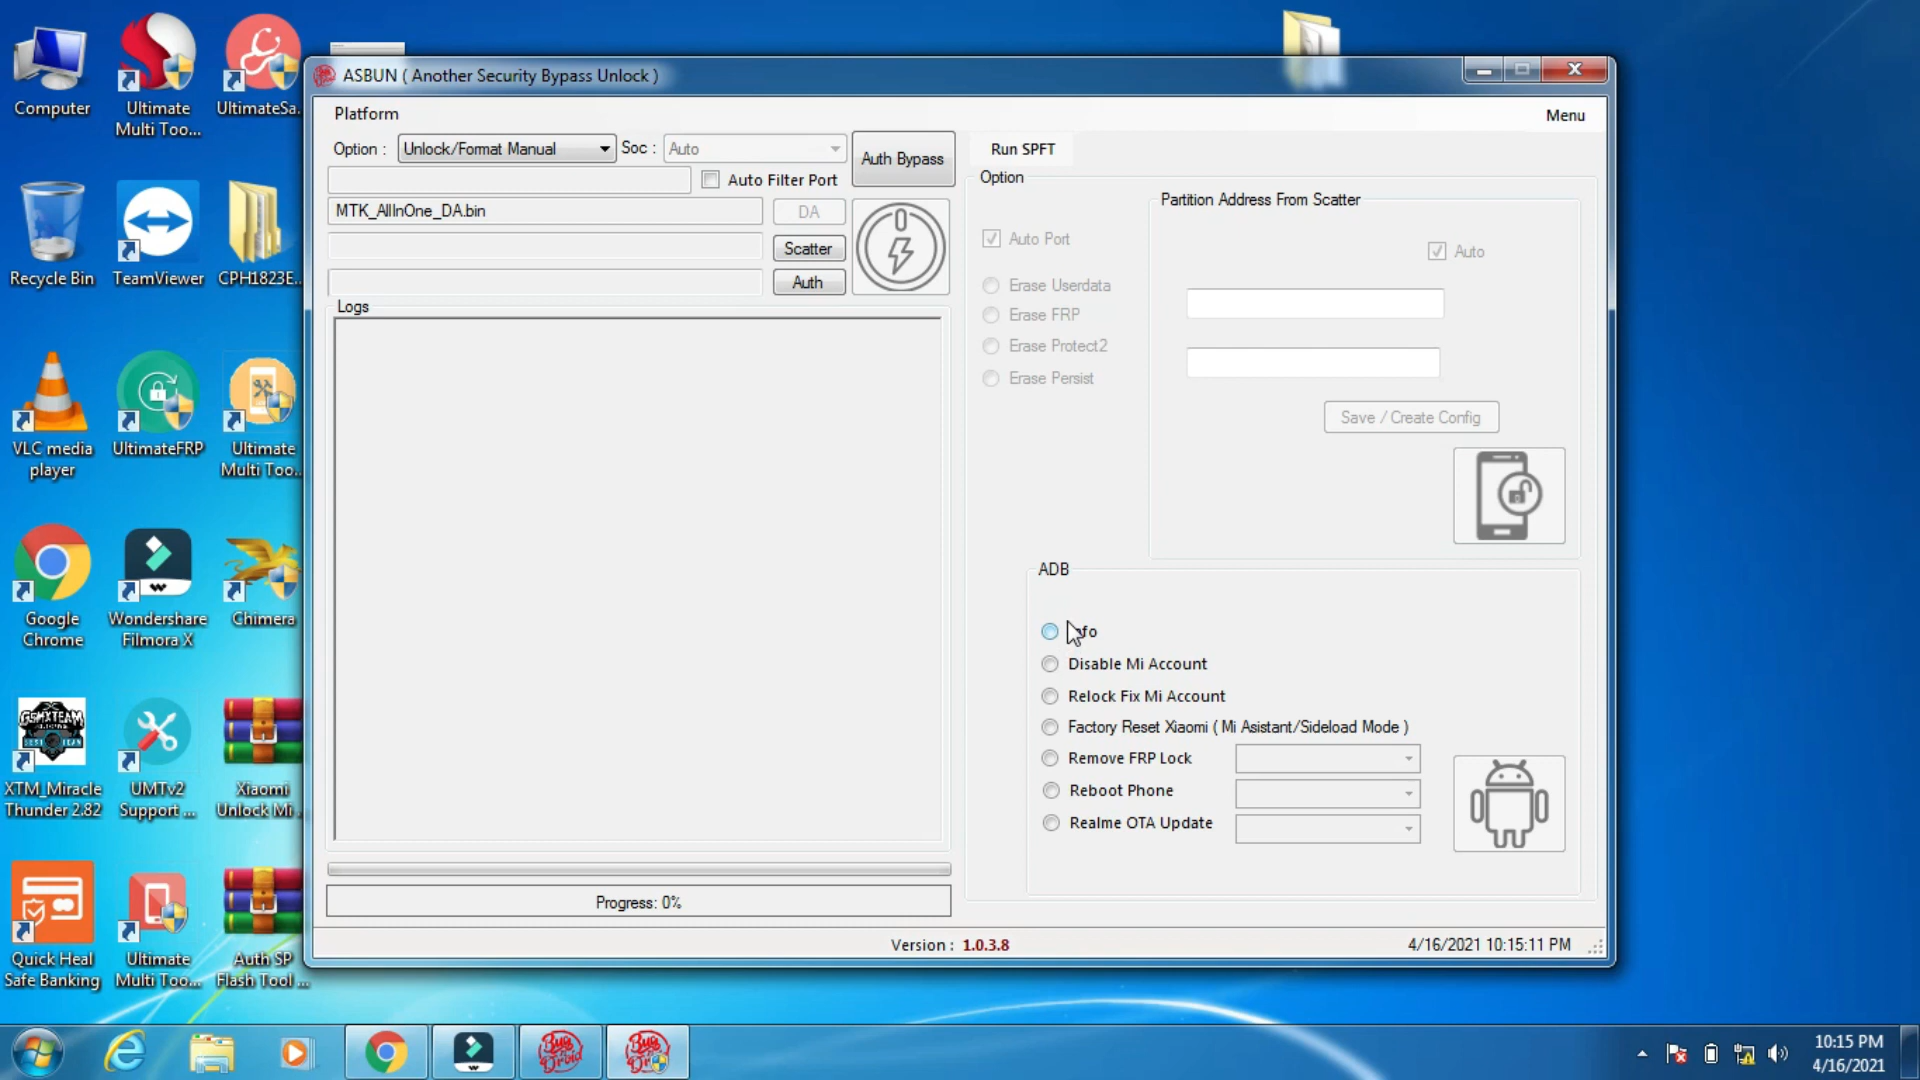 Computer
Ultimate
Multi Too...
UltimateSa...
Recycle Bin
TeamViewer
CPH1823E...
VLC media
player
UltimateFRP
Ultimate
Multi Too...
Google
Chrome
Wondershare
Filmora X
Chimera
GSMXTEAM
XTM_Miracle
Thunder 2.82
UMTv2
Support ...
Xiaomi
Unlock Mi ...
Quick Heal
Safe Banking
Ultimate
Multi Too...
Auth SP
Flash Tool ...
ASBUN ( Another Security Bypass Unlock )
Platform
Menu
Option :
Unlock/Format Manual
Soc :
Auto
Auth Bypass
Auto Filter Port
MTK_AllInOne_DA.bin
DA
Scatter
Auth
Logs
Progress: 0%
Run SPFT
Option
Auto Port
Erase Userdata
Erase FRP
Erase Protect2
Erase Persist
Partition Address From Scatter
Auto
Save / Create Config
ADB
Disable Mi Account
Relock Fix Mi Account
Factory Reset Xiaomi ( Mi Asistant/Sideload Mode )
Remove FRP Lock
Reboot Phone
Realme OTA Update
Version : 1.0.3.8
4/16/2021 10:15:11 PM
10:15 PM
4/16/2021